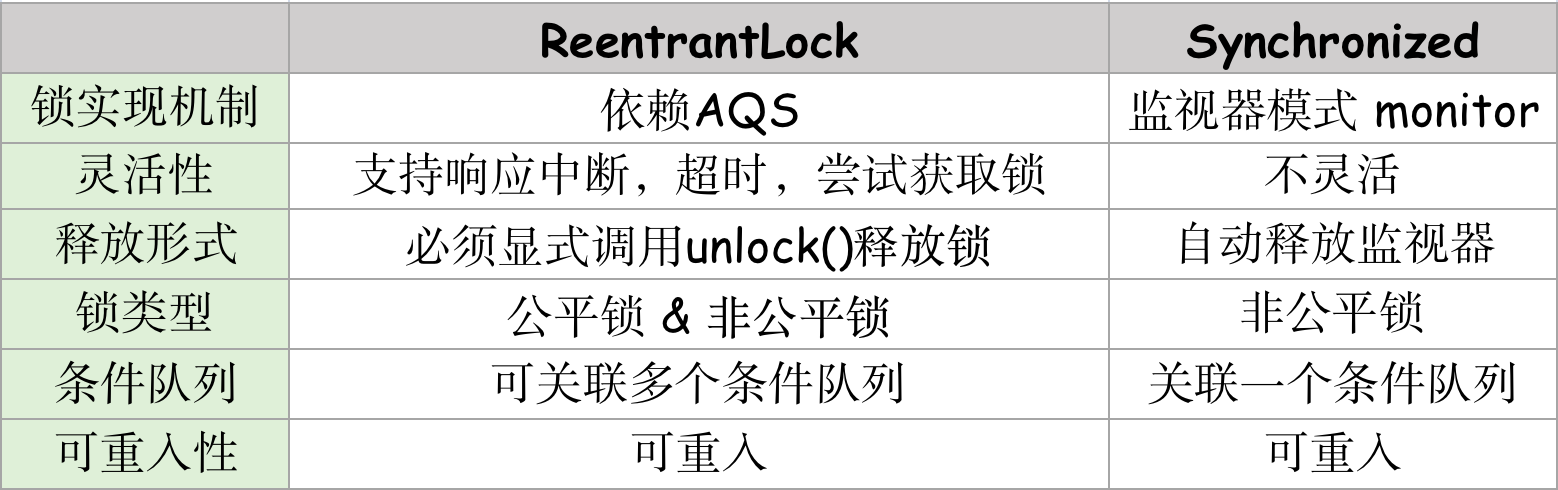 ReentrantLock Synchronized
锁实现机制 依赖AQS 监视器模式 monitor
灵活性 支持响应中断，超时，尝试获取锁 不灵活
释放形式 必须显式调用unlock()释放锁 自动释放监视器
锁类型 公平锁 & 非公平锁 非公平锁
条件队列 可关联多个条件队列 关联一个条件队列
可重入性 可重入 可重入